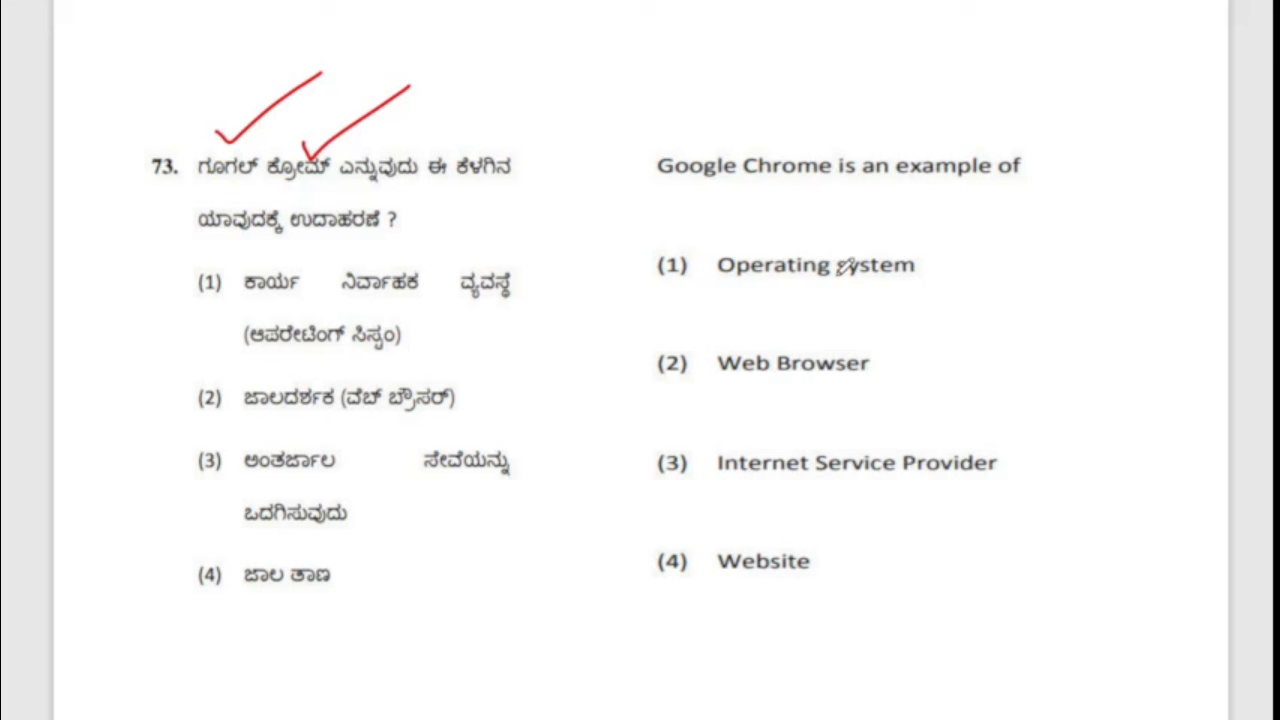 73. ಗೂಗಲ್ ಕ್ರೋಮ್ ಎನ್ನುವುದು ಈ ಕೆಳಗಿನ
ಯಾವುದಕ್ಕೆ ಉದಾಹರಣೆ ?
(1) ಕಾರ್ಯ ನಿರ್ವಾಹಕ ವ್ಯವಸ್ಥೆ
(ಆಪರೇಟಿಂಗ್ ಸಿಸ್ಟಂ)
(2) ಜಾಲದರ್ಶಕ (ವೆಬ್ ಬ್ರೌಸರ್)
(3) ಅಂತರ್ಜಾಲ ಸೇವೆಯನ್ನು
ಒದಗಿಸುವುದು
(4) ಜಾಲ ತಾಣ
Google Chrome is an example of
(1) Operating system
(2) Web Browser
(3) Internet Service Provider
(4) Website